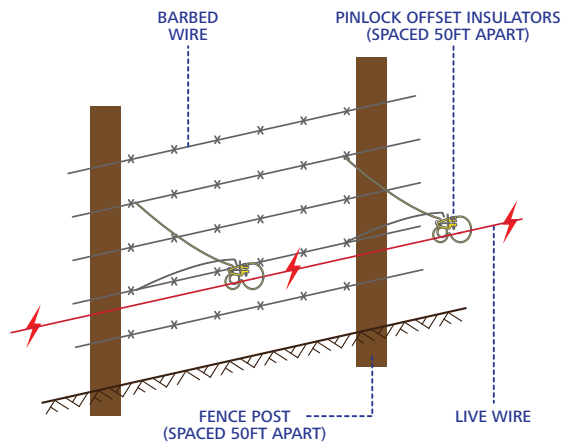 BARBED
WIRE
PINLOCK OFFSET INSULATORS
(SPACED 50FT APART)
FENCE POST
(SPACED 50FT APART)
LIVE WIRE